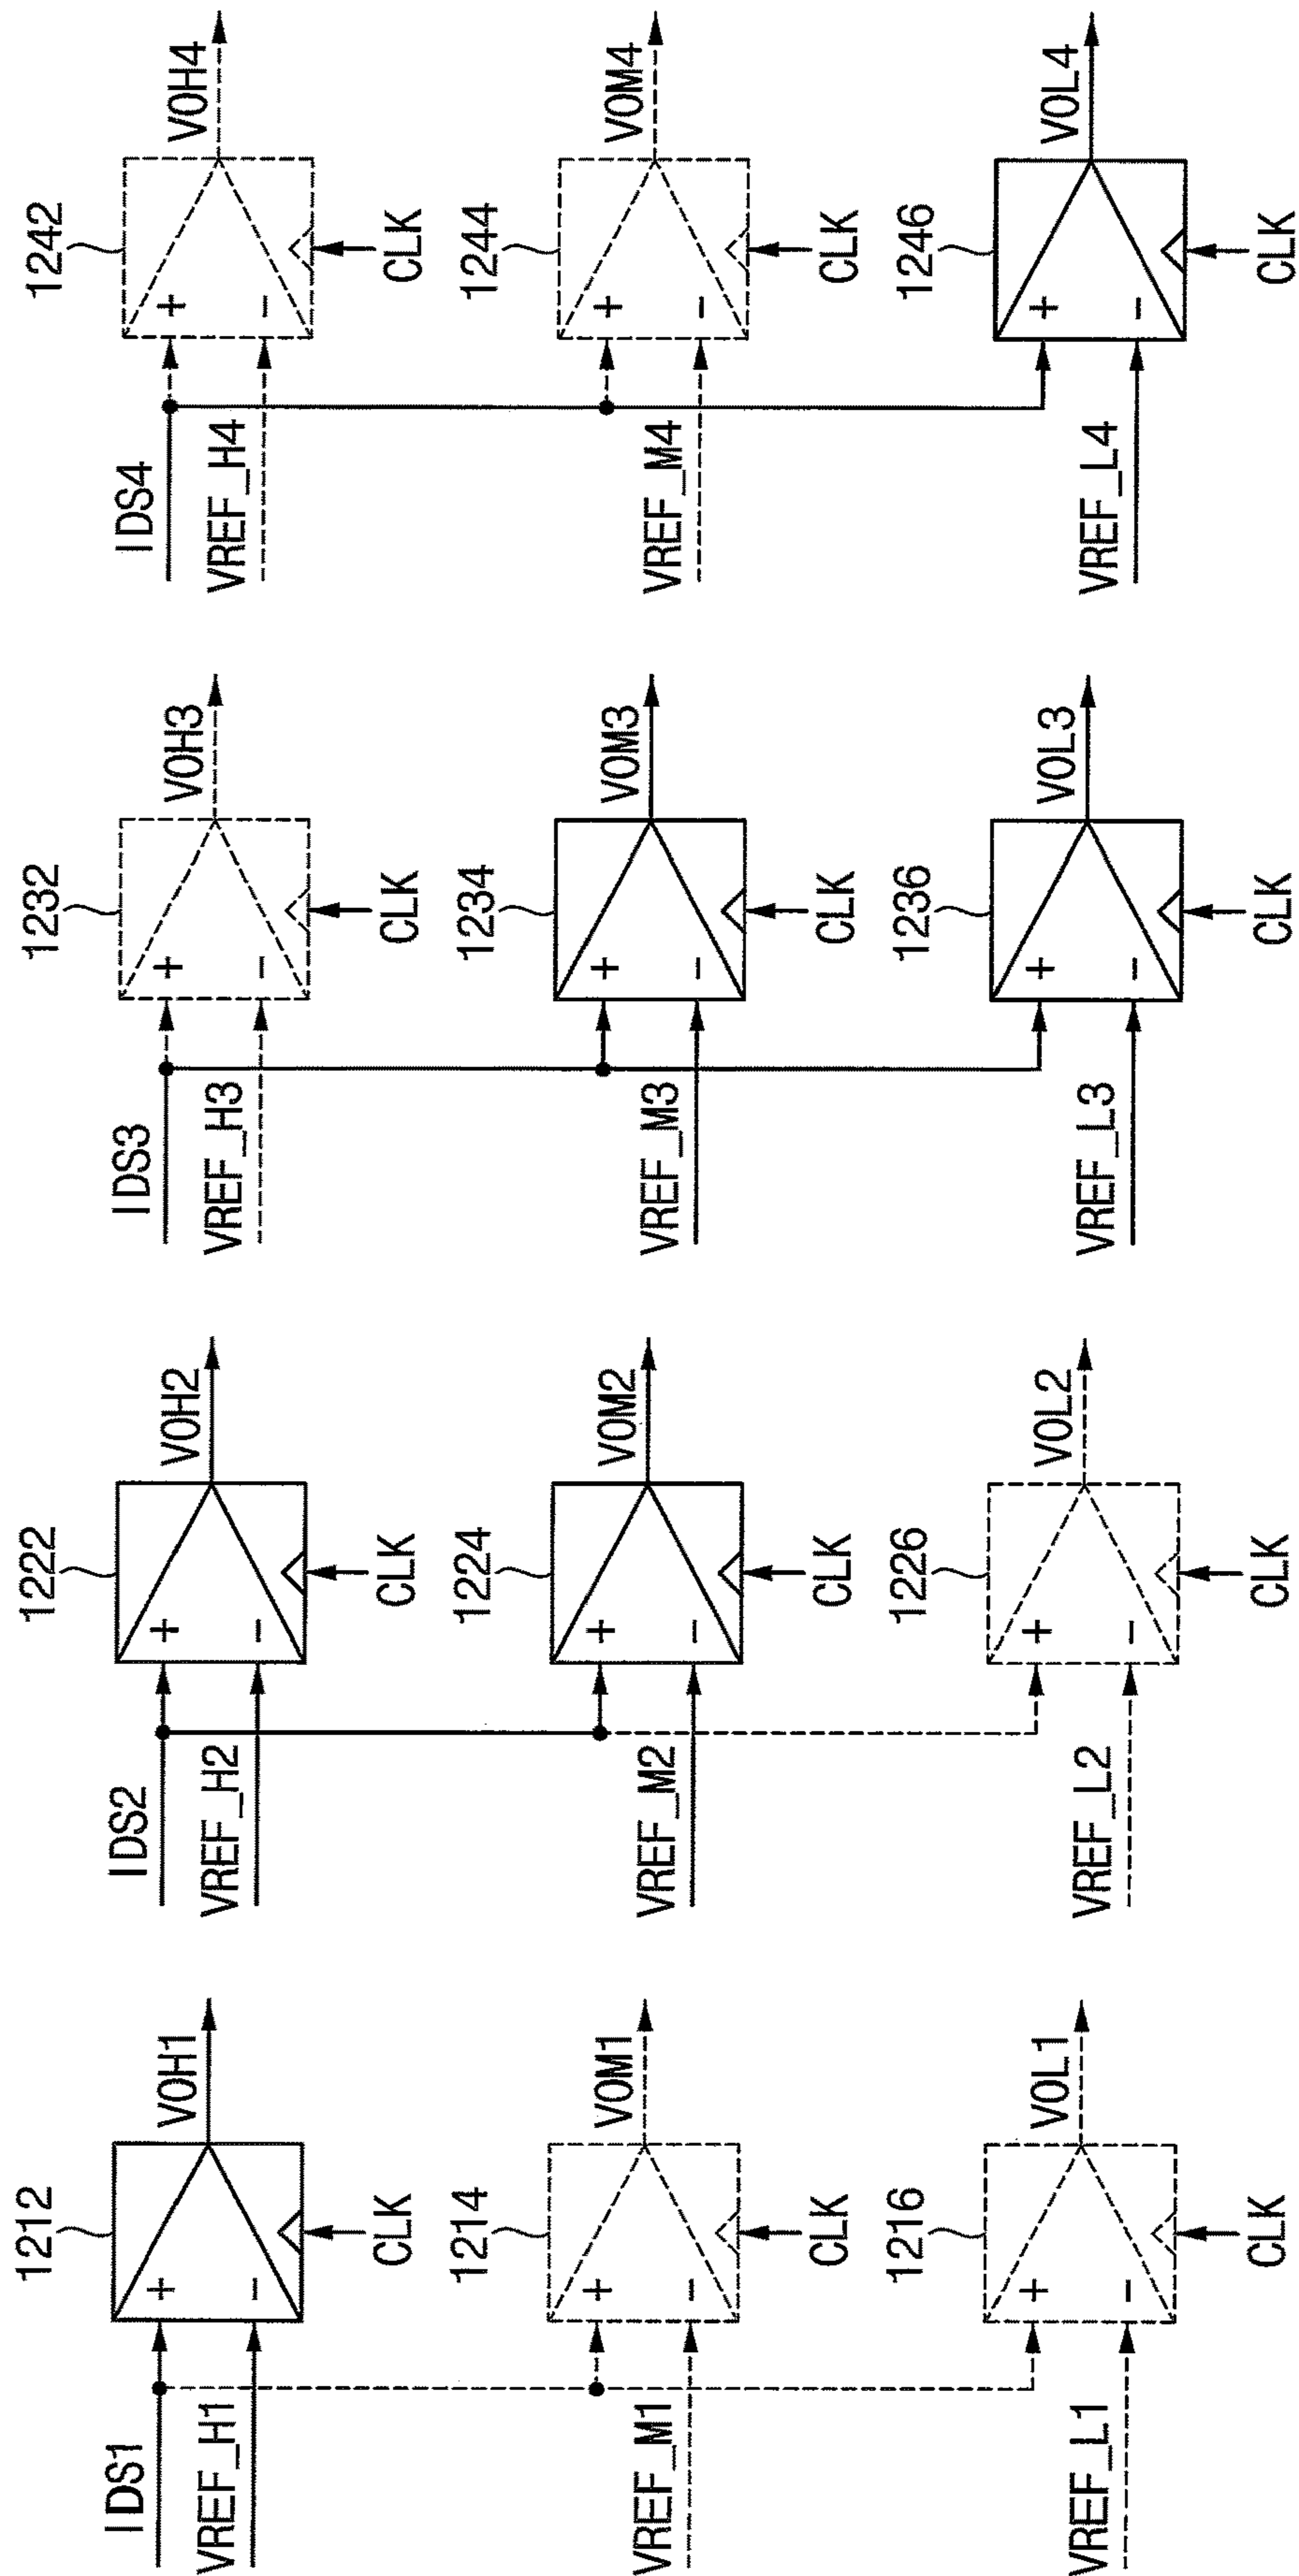 1212
IDS1
VREF_H1
VOH1
CLK
1214
VREF_M1
VOM1
CLK
1216
VREF_L1
VOL1
CLK
1222
IDS2
VREF_H2
VOH2
CLK
1224
VREF_M2
VOM2
CLK
1226
VREF_L2
VOL2
CLK
1232
IDS3
VREF_H3
VOH3
CLK
1234
VREF_M3
VOM3
CLK
1236
VREF_L3
VOL3
CLK
1242
IDS4
VREF_H4
VOH4
CLK
1244
VREF_M4
VOM4
CLK
1246
VREF_L4
VOL4
CLK